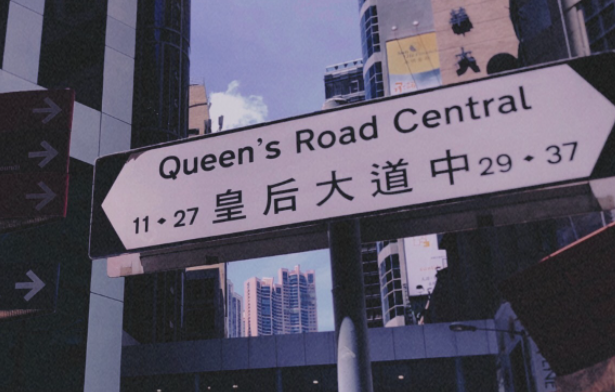 Queen's Road Central
11 • 27 皇后大道中 29 • 37